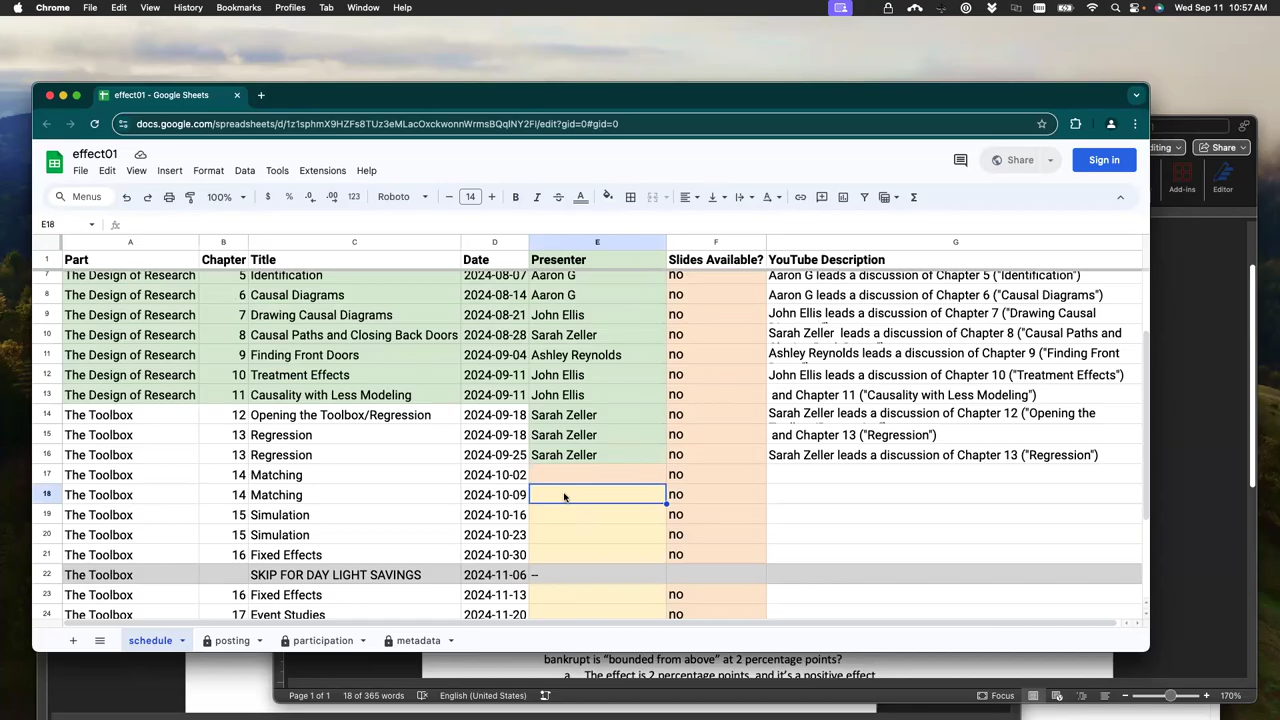 Chrome File Edit View History Bookmarks Profiles Tab Window Help Wed Sep 11 10:57 AM
effect01 - Google Sheets
docs.google.com/spreadsheets/d/1z1sphmX9HZFs8TUz3eMLacOxckwonnWrmsBQqlNY2FI/edit?gid=0#gid=0
effect01
File Edit View Insert Format Data Tools Extensions Help
Share Sign in
Share
Menus 100% $ % .0 .00 123 Roboto 14 B I A
Add-ins Editor
E18 fx
A B C D E F G
1 Part Chapter Title Date Presenter Slides Available? YouTube Description
7 The Design of Research 5 Identification 2024-08-07 Aaron G no Aaron G leads a discussion of Chapter 5 ("Identification")
8 The Design of Research 6 Causal Diagrams 2024-08-14 Aaron G no Aaron G leads a discussion of Chapter 6 ("Causal Diagrams")
9 The Design of Research 7 Drawing Causal Diagrams 2024-08-21 John Ellis no John Ellis leads a discussion of Chapter 7 ("Drawing Causal
10 The Design of Research 8 Causal Paths and Closing Back Doors 2024-08-28 Sarah Zeller no Sarah Zeller leads a discussion of Chapter 8 ("Causal Paths and
11 The Design of Research 9 Finding Front Doors 2024-09-04 Ashley Reynolds no Ashley Reynolds leads a discussion of Chapter 9 ("Finding Front
12 The Design of Research 10 Treatment Effects 2024-09-11 John Ellis no John Ellis leads a discussion of Chapter 10 ("Treatment Effects")
13 The Design of Research 11 Causality with Less Modeling 2024-09-11 John Ellis no and Chapter 11 ("Causality with Less Modeling")
14 The Toolbox 12 Opening the Toolbox/Regression 2024-09-18 Sarah Zeller no Sarah Zeller leads a discussion of Chapter 12 ("Opening the
15 The Toolbox 13 Regression 2024-09-18 Sarah Zeller no and Chapter 13 ("Regression")
16 The Toolbox 13 Regression 2024-09-25 Sarah Zeller no Sarah Zeller leads a discussion of Chapter 13 ("Regression")
17 The Toolbox 14 Matching 2024-10-02 no
18 The Toolbox 14 Matching 2024-10-09 no
19 The Toolbox 15 Simulation 2024-10-16 no
20 The Toolbox 15 Simulation 2024-10-23 no
21 The Toolbox 16 Fixed Effects 2024-10-30 no
22 The Toolbox SKIP FOR DAY LIGHT SAVINGS 2024-11-06 --
23 The Toolbox 16 Fixed Effects 2024-11-13 no
24 The Toolbox 17 Event Studies 2024-11-20 no
schedule posting participation metadata
bankrupt is "bounded from above" at 2 percentage points?
a. The effect is 2 percentage points, and it's a positive effect
Page 1 of 1 18 of 365 words English (United States) Focus 170%